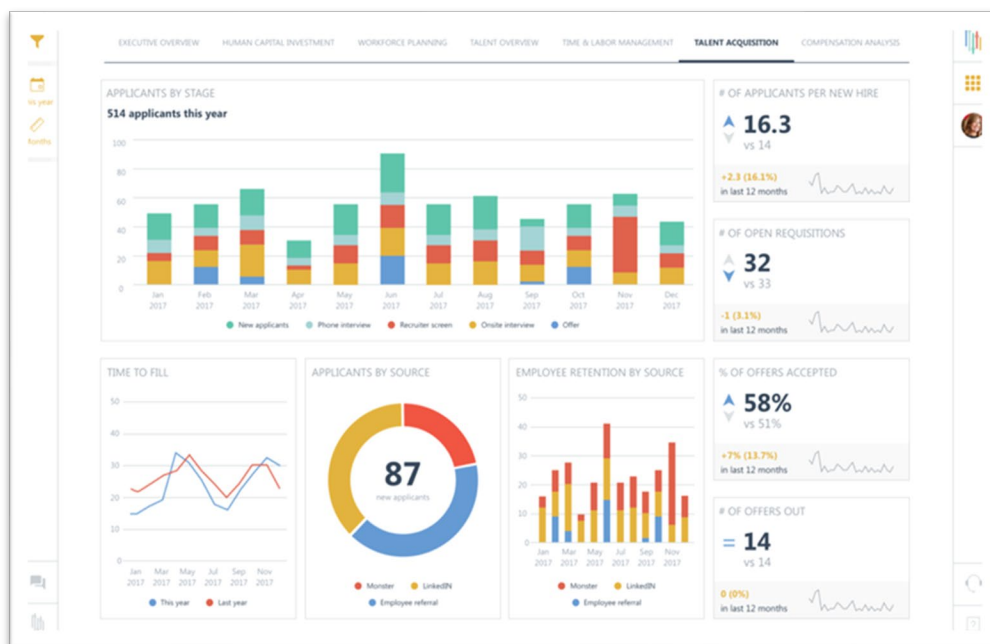 EXECUTIVE OVERVIEW HUMAN CAPITAL INVESTMENT WORKFORCE PLANNING TALENT OVERVIEW TIME & LABOR MANAGEMENT TALENT ACQUISITION COMPENSATION ANALYSIS
APPLICANTS BY STAGE
514 applicants this year
100
80
60
40
20
0
Jan Feb Mar Apr May Jun Jul Aug Sep Oct Nov Dec
2017 2017 2017 2017 2017 2017 2017 2017 2017 2017 2017 2017
New applicants Phone interview Recruiter screen Onsite interview Offer
# OF APPLICANTS PER NEW HIRE
16.3
vs 14
+2.3 (16.1%)
in last 12 months
# OF OPEN REQUISITIONS
32
vs 33
-1 (3.1%)
in last 12 months
TIME TO FILL
50
40
30
20
10
0
Jan Mar May Jul Sep Nov
2017 2017 2017 2017 2017 2017
This year Last year
APPLICANTS BY SOURCE
87
new applicants
Monster LinkedIN
Employee referral
EMPLOYEE RETENTION BY SOURCE
50
40
30
20
10
0
Jan Mar May Jul Sep Nov
2017 2017 2017 2017 2017 2017
Monster LinkedIN
Employee referral
% OF OFFERS ACCEPTED
58%
vs 51%
+7% (13.7%)
in last 12 months
# OF OFFERS OUT
= 14
vs 14
0 (0%)
in last 12 months